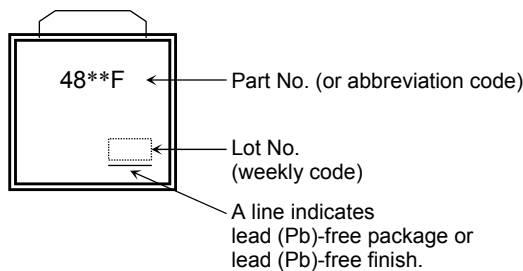 48**F
Part No. (or abbreviation code)
Lot No.
(weekly code)
A line indicates
lead (Pb)-free package or
lead (Pb)-free finish.